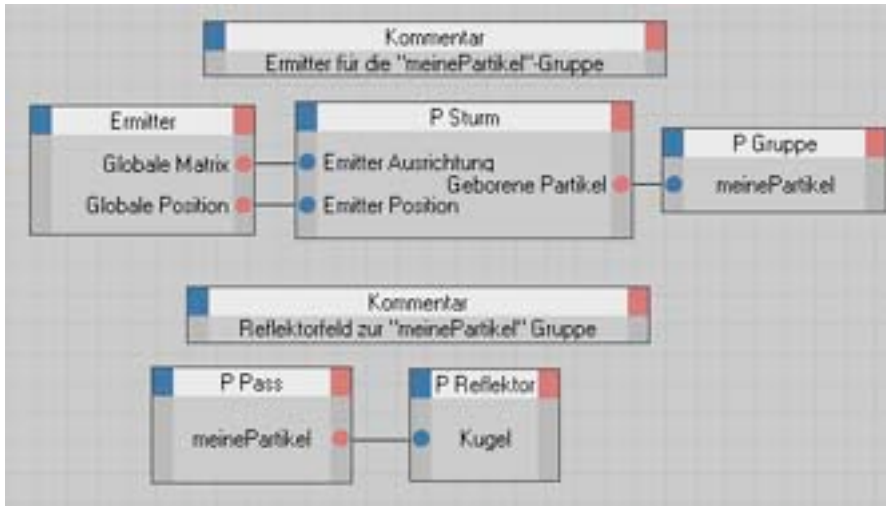 Kommentar
Ermitter für die "meinePartikel"-Gruppe
Ermitter
Globale Matrix
Globale Position
P Sturm
Emitter Ausrichtung
Geborene Partikel
Emitter Position
P Gruppe
meinePartikel
Kommentar
Reflektorfeld zur "meinePartikel" Gruppe
P Pass
meinePartikel
P Reflektor
Kugel